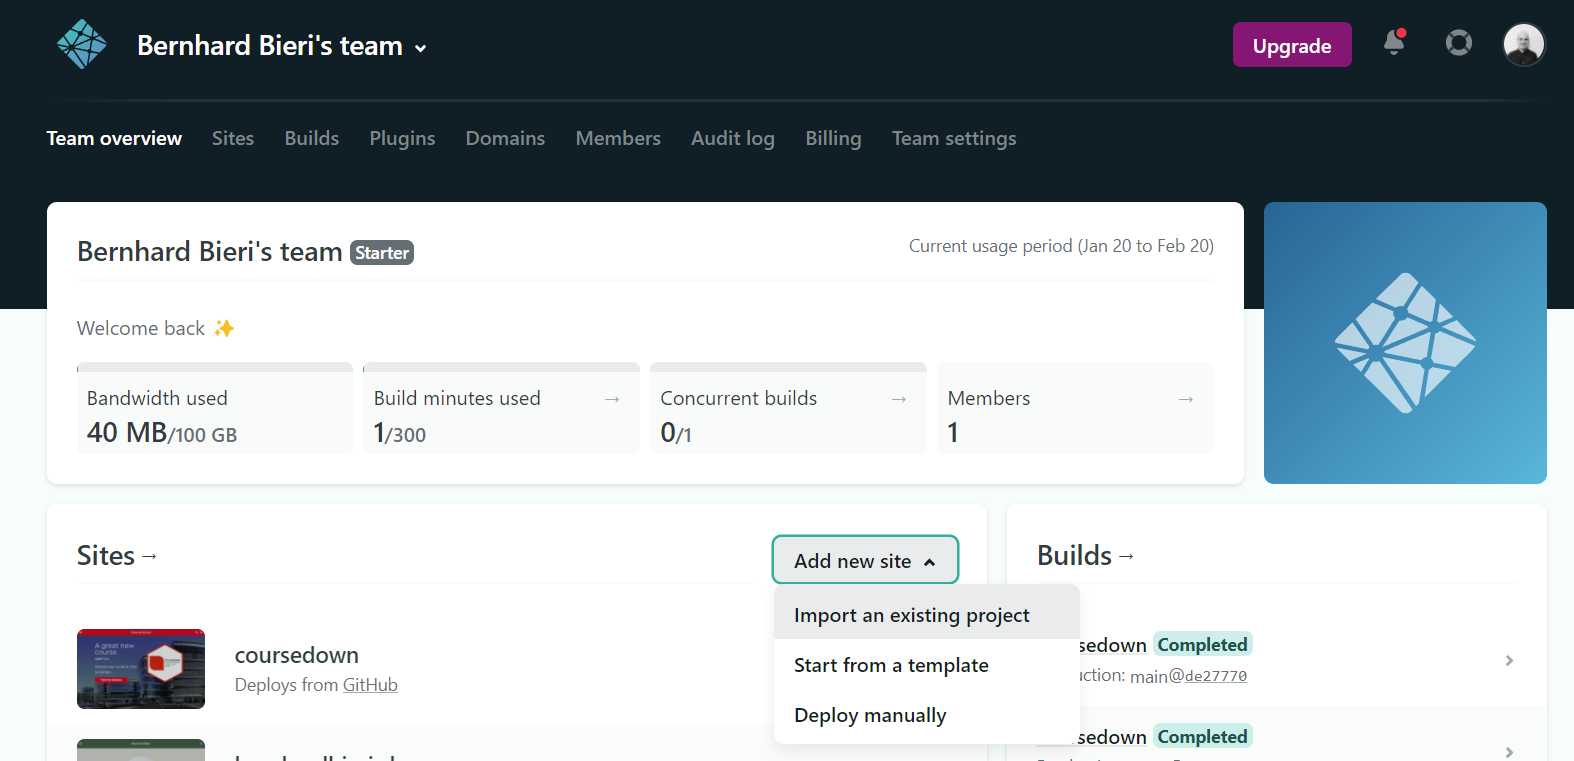 Bernhard Bieri's team
Upgrade
Team overview Sites Builds Plugins Domains Members Audit log Billing Team settings
Bernhard Bieri's team Starter
Current usage period (Jan 20 to Feb 20)
Welcome back ✨
Bandwidth used
40 MB/100 GB
Build minutes used →
1/300
Concurrent builds →
0/1
Members →
1
Sites →
Add new site
Import an existing project
Start from a template
Deploy manually
coursedown
Deploys from GitHub
A great new
course
Builds →
sedown Completed
uction: main@de27770
sedown Completed